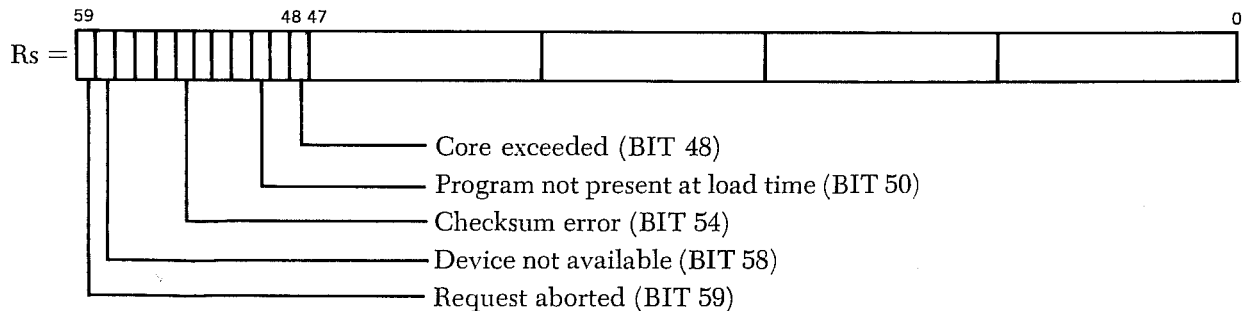 59 48 47 0
Rs =
Core exceeded (BIT 48)
Program not present at load time (BIT 50)
Checksum error (BIT 54)
Device not available (BIT 58)
Request aborted (BIT 59)